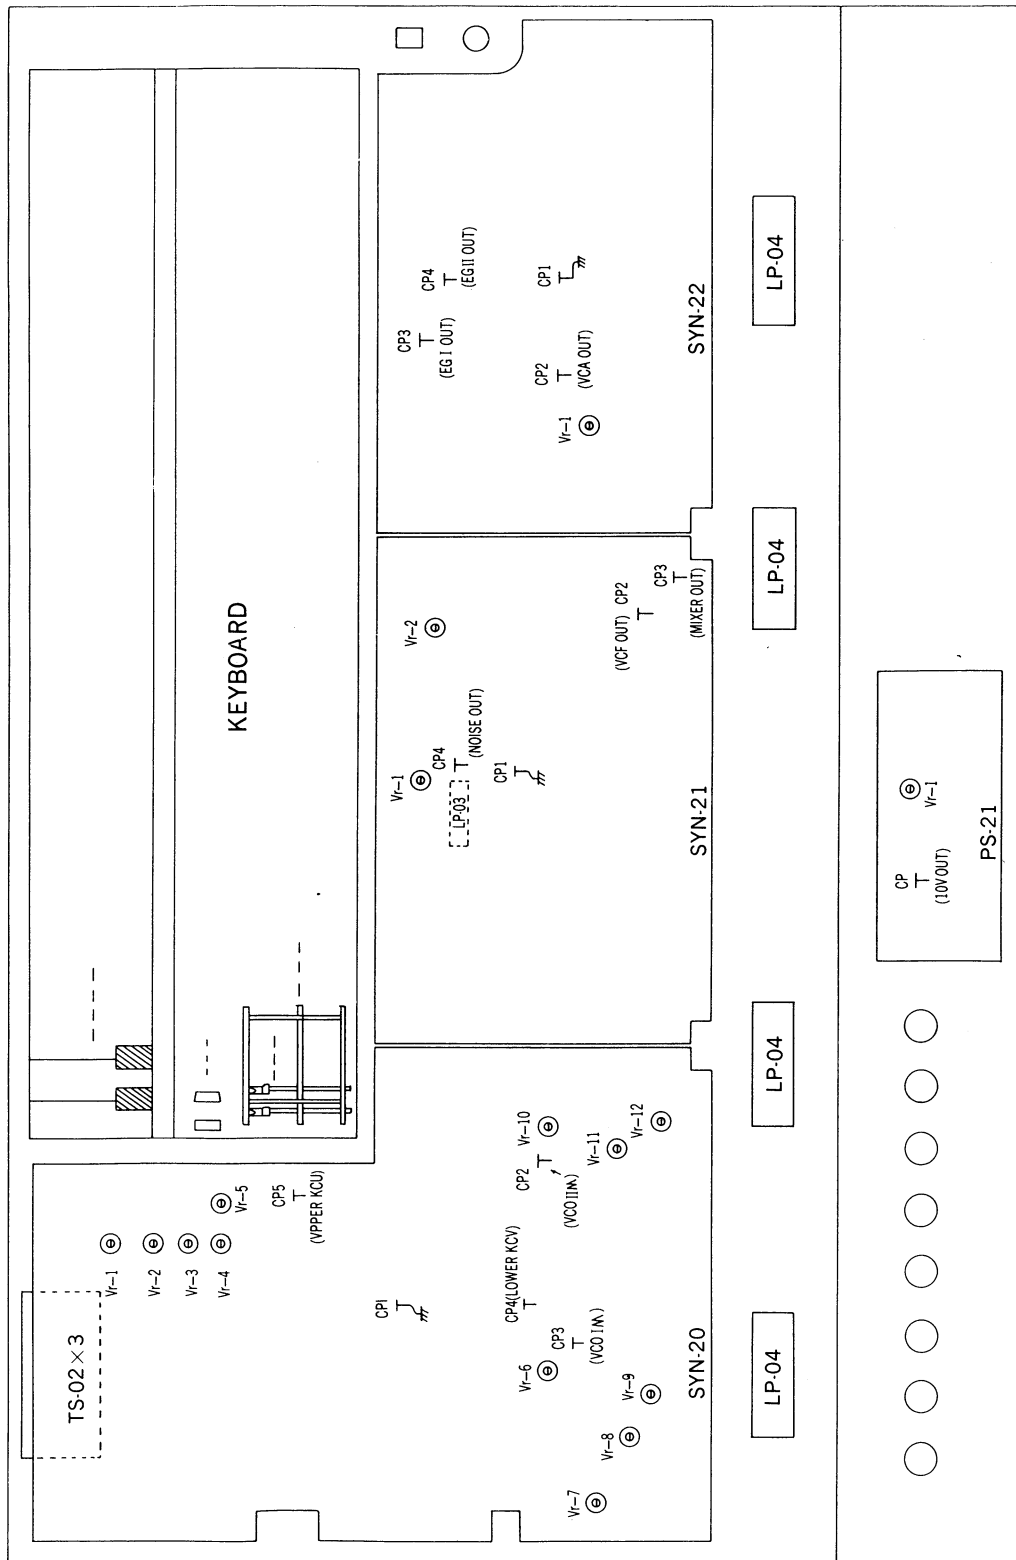 TS-02×3
Vr-1
Vr-2
Vr-3
Vr-4
Vr-5
CP5
(VPPER KCU)
CP1
CP4(LOWER KCV)
CP3
(VCO I /W)
Vr-6
Vr-7
Vr-8
Vr-9
CP2
(VCO II /W)
Vr-10
Vr-11
Vr-12
SYN-20
KEYBOARD
Vr-1
CP4
(NOISE OUT)
LP-03
CP1
Vr-2
(VCF OUT) CP2
CP3
(MIXER OUT)
SYN-21
CP3
(EG I OUT)
CP4
(EG II OUT)
CP1
CP2
(VCA OUT)
Vr-1
SYN-22
LP-04
LP-04
LP-04
LP-04
CP
(10V OUT)
Vr-1
PS-21